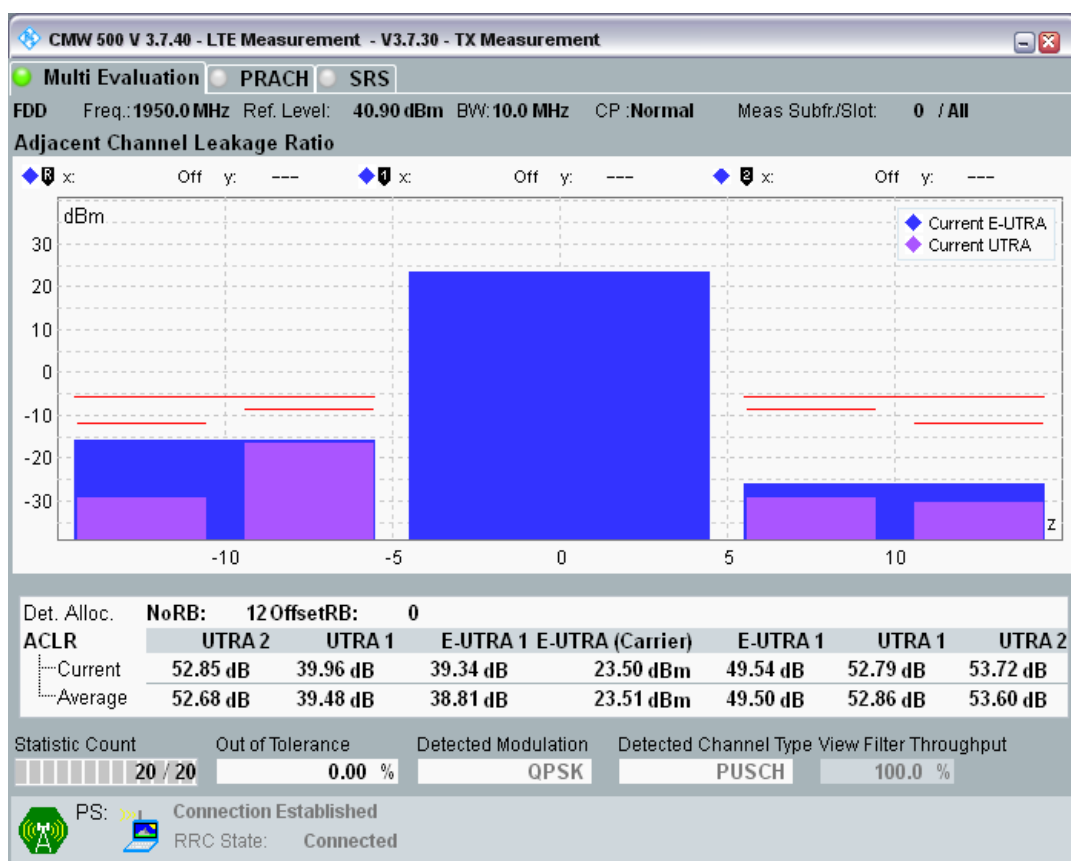 CMW 500 V 3.7.40 - LTE Measurement - V3.7.30 - TX Measurement
Multi Evaluation PRACH SRS
FDD Freq.: 1950.0 MHz Ref. Level: 40.90 dBm BW: 10.0 MHz CP :Normal Meas Subfr./Slot: 0 / All
Adjacent Channel Leakage Ratio
R x: Off y: --- 1 x: Off y: --- 2 x: Off y: ---
dBm
Current E-UTRA
Current UTRA
30
20
10
0
-10
-20
-30
z
-10 -5 0 5 10
Det. Alloc. NoRB: 12 OffsetRB: 0
ACLR UTRA 2 UTRA 1 E-UTRA 1 E-UTRA (Carrier) E-UTRA 1 UTRA 1 UTRA 2
Current 52.85 dB 39.96 dB 39.34 dB 23.50 dBm 49.54 dB 52.79 dB 53.72 dB
Average 52.68 dB 39.48 dB 38.81 dB 23.51 dBm 49.50 dB 52.86 dB 53.60 dB
Statistic Count Out of Tolerance Detected Modulation Detected Channel Type View Filter Throughput
20 / 20 0.00 % QPSK PUSCH 100.0 %
PS: Connection Established
RRC State: Connected